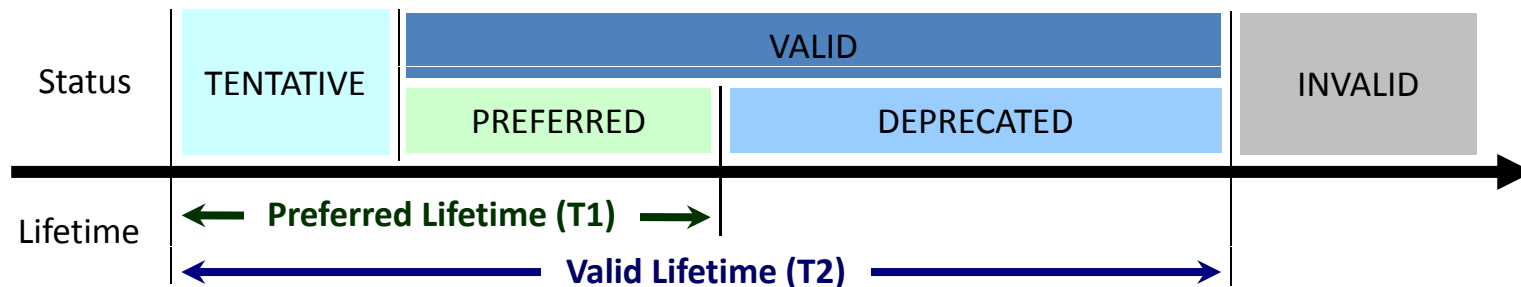 Status
TENTATIVE
VALID
PREFERRED
DEPRECATED
INVALID
Lifetime
Preferred Lifetime (T1)
Valid Lifetime (T2)